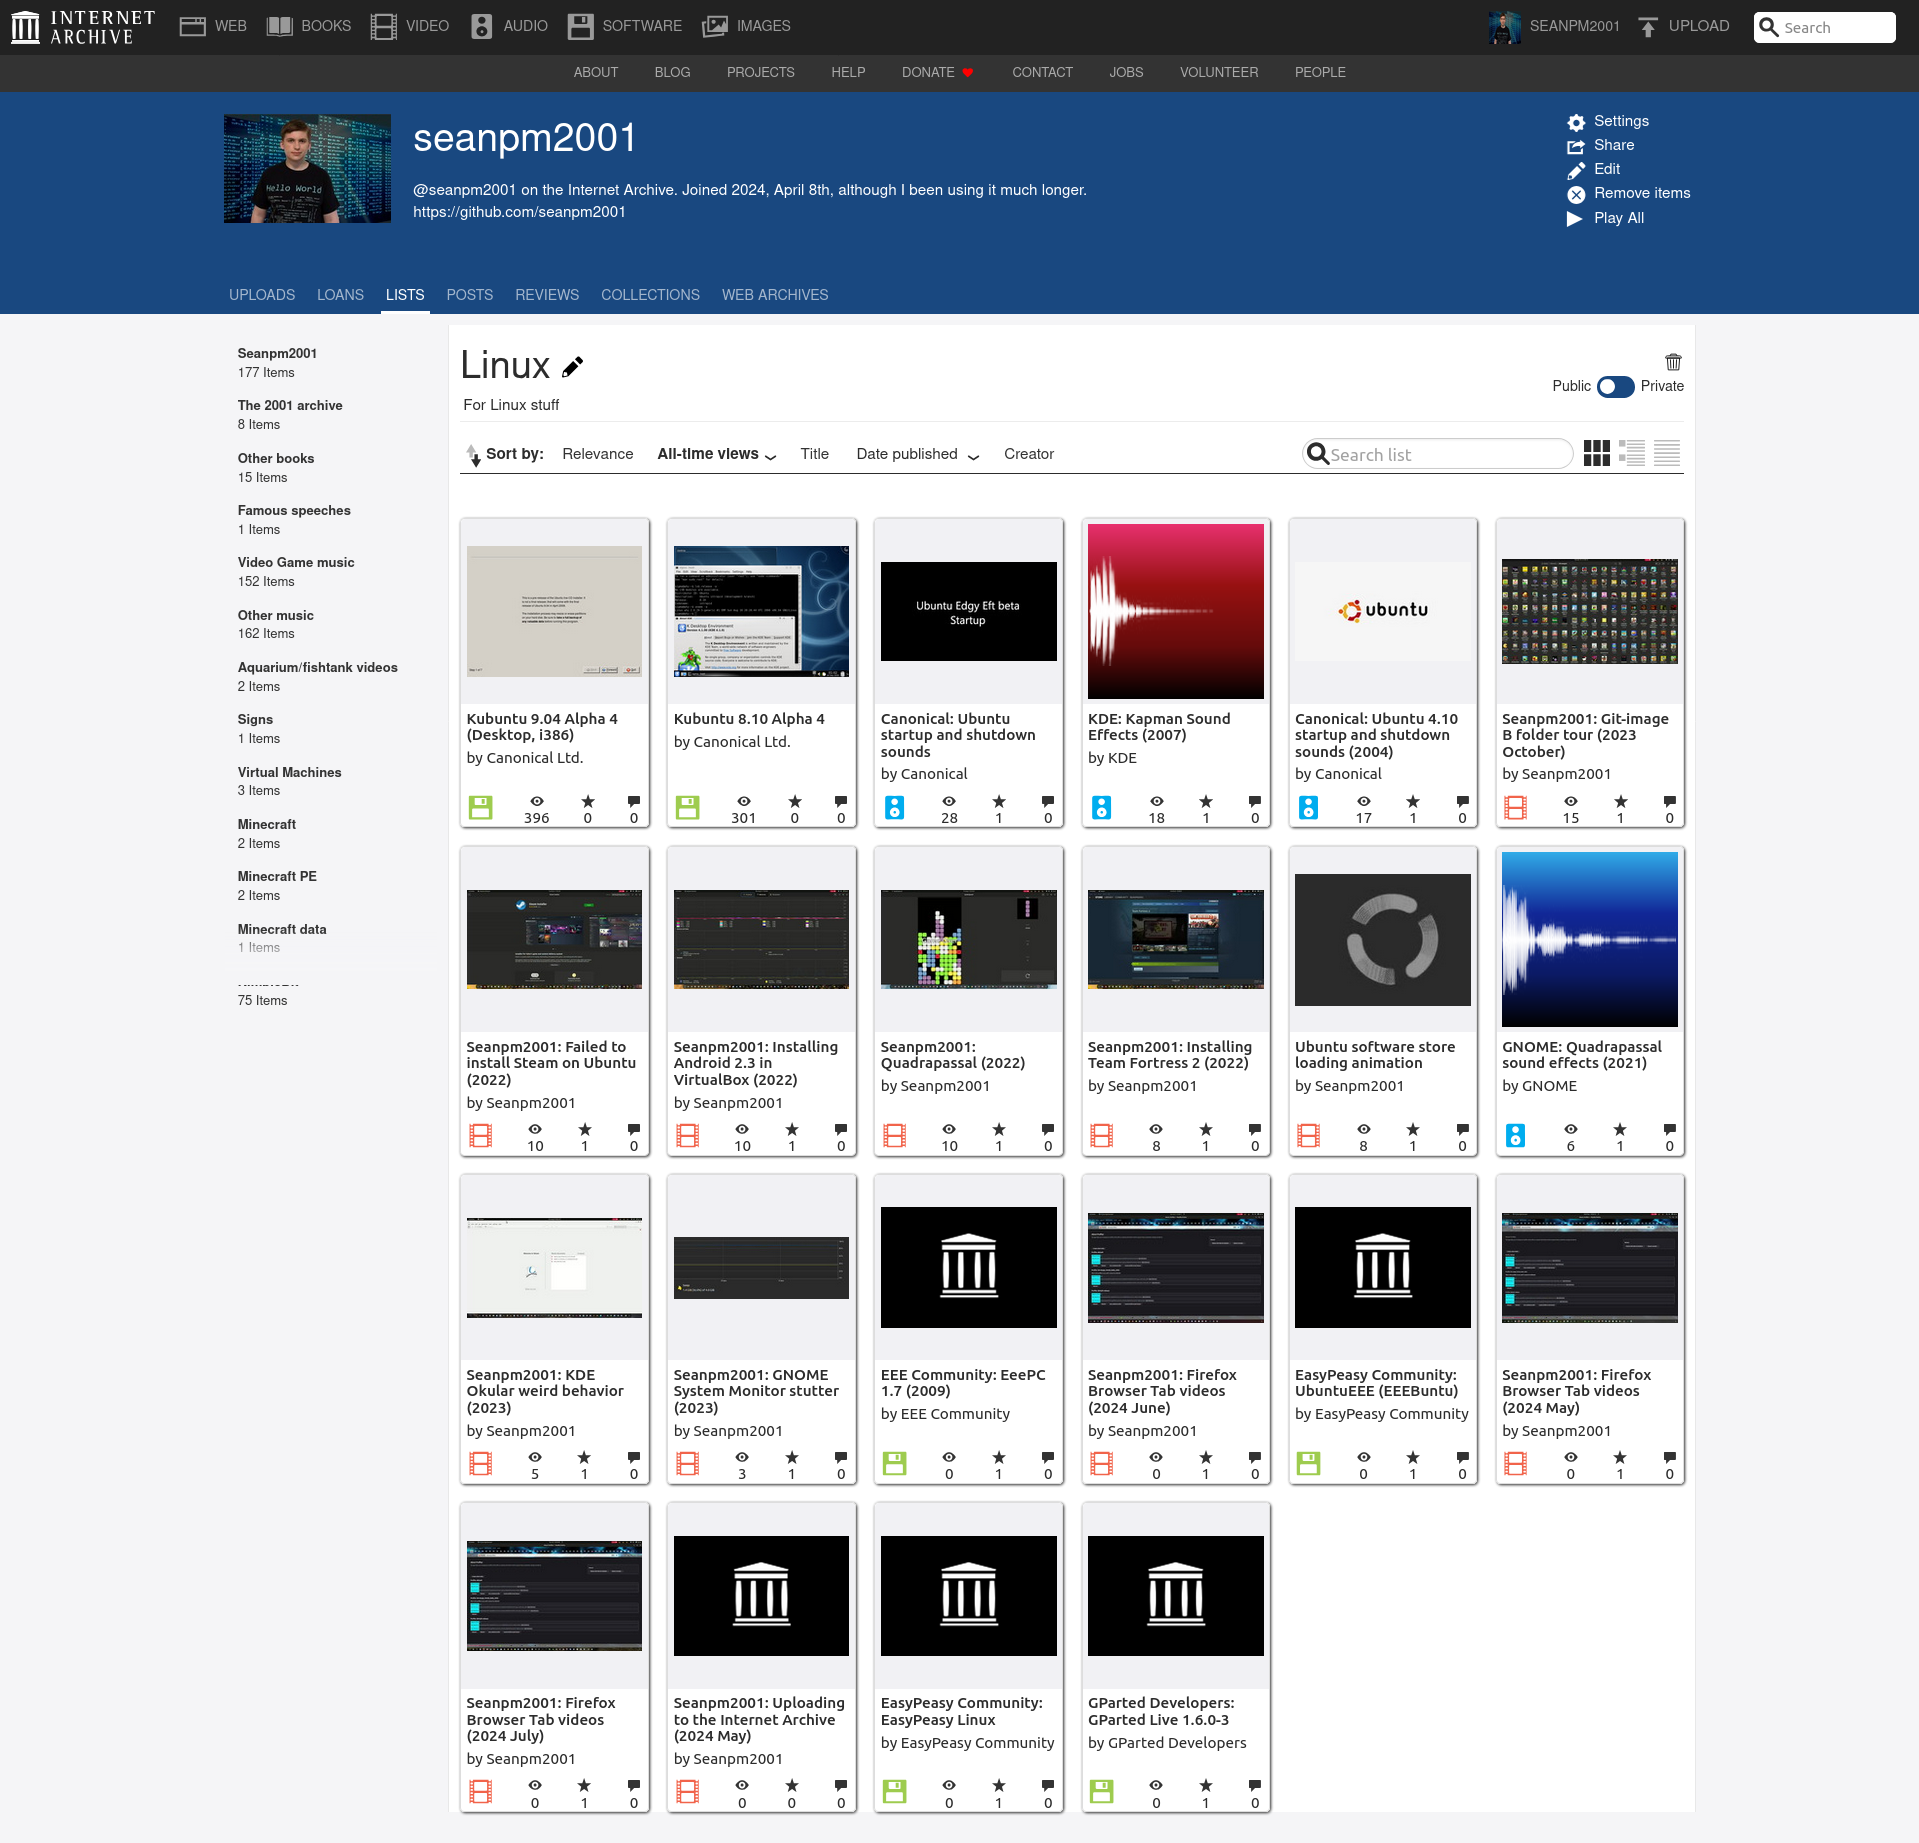 INTERNET ARCHIVE
WEB BOOKS VIDEO AUDIO SOFTWARE IMAGES SEANPM2001 UPLOAD Search
ABOUT BLOG PROJECTS HELP DONATE CONTACT JOBS VOLUNTEER PEOPLE
Hello World
seanpm2001
@seanpm2001 on the Internet Archive. Joined 2024, April 8th, although I been using it much longer.
https://github.com/seanpm2001
Settings
Share
Edit
Remove items
Play All
UPLOADS LOANS LISTS POSTS REVIEWS COLLECTIONS WEB ARCHIVES
Seanpm2001
177 Items
The 2001 archive
8 Items
Other books
15 Items
Famous speeches
1 Items
Video Game music
152 Items
Other music
162 Items
Aquarium/fishtank videos
2 Items
Signs
1 Items
Virtual Machines
3 Items
Minecraft
2 Items
Minecraft PE
2 Items
Minecraft data
1 Items
75 Items
Linux
Public Private
For Linux stuff
Sort by: Relevance All-time views Title Date published Creator Search list
Kubuntu 9.04 Alpha 4
(Desktop, i386)
by Canonical Ltd.
396 0 0
K Desktop Environment
Kubuntu 8.10 Alpha 4
by Canonical Ltd.
301 0 0
Ubuntu Edgy Eft beta
Startup
Canonical: Ubuntu
startup and shutdown
sounds
by Canonical
28 1 0
KDE: Kapman Sound
Effects (2007)
by KDE
18 1 0
ubuntu
Canonical: Ubuntu 4.10
startup and shutdown
sounds (2004)
by Canonical
17 1 0
Seanpm2001: Git-image
B folder tour (2023
October)
by Seanpm2001
15 1 0
Seanpm2001: Failed to
install Steam on Ubuntu
(2022)
by Seanpm2001
10 1 0
Seanpm2001: Installing
Android 2.3 in
VirtualBox (2022)
by Seanpm2001
10 1 0
Seanpm2001:
Quadrapassal (2022)
by Seanpm2001
10 1 0
Seanpm2001: Installing
Team Fortress 2 (2022)
by Seanpm2001
8 1 0
Ubuntu software store
loading animation
by Seanpm2001
8 1 0
GNOME: Quadrapassal
sound effects (2021)
by GNOME
6 1 0
Seanpm2001: KDE
Okular weird behavior
(2023)
by Seanpm2001
5 1 0
Seanpm2001: GNOME
System Monitor stutter
(2023)
by Seanpm2001
3 1 0
EEE Community: EeePC
1.7 (2009)
by EEE Community
0 1 0
Seanpm2001: Firefox
Browser Tab videos
(2024 June)
by Seanpm2001
0 1 0
EasyPeasy Community:
UbuntuEEE (EEEBuntu)
by EasyPeasy Community
0 1 0
Seanpm2001: Firefox
Browser Tab videos
(2024 May)
by Seanpm2001
0 1 0
Seanpm2001: Firefox
Browser Tab videos
(2024 July)
by Seanpm2001
0 1 0
Seanpm2001: Uploading
to the Internet Archive
(2024 May)
by Seanpm2001
0 0 0
EasyPeasy Community:
EasyPeasy Linux
by EasyPeasy Community
0 1 0
GParted Developers:
GParted Live 1.6.0-3
by GParted Developers
0 1 0